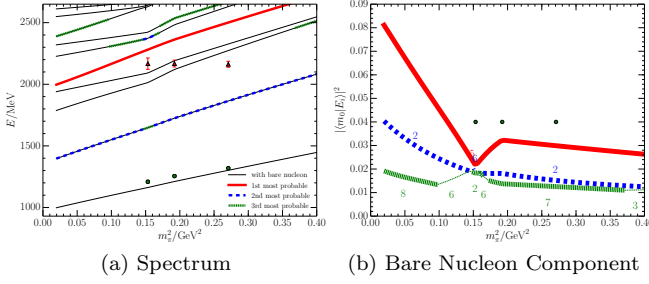 2500
2000
1500
1000
0.00 0.05 0.10 0.15 0.20 0.25 0.30 0.35 0.40
E/MeV
m²_π/GeV²
with bare nucleon
1st most probable
2nd most probable
3rd most probable
(a) Spectrum
0.09
0.08
0.07
0.06
0.05
0.04
0.03
0.02
0.01
0.00
0.00 0.05 0.10 0.15 0.20 0.25 0.30 0.35 0.40
|⟨m₀|E_i⟩|²
m²_π/GeV²
2
2
8
6
2
6
7
3
(b) Bare Nucleon Component